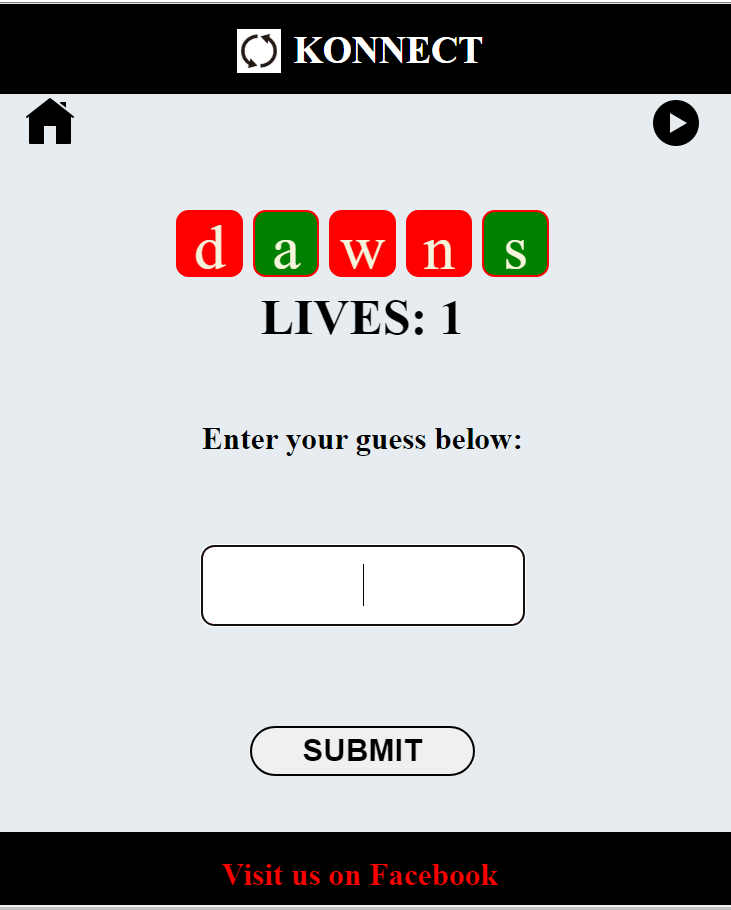 KONNECT
d a w n s
LIVES: 1
Enter your guess below:
SUBMIT
Visit us on Facebook